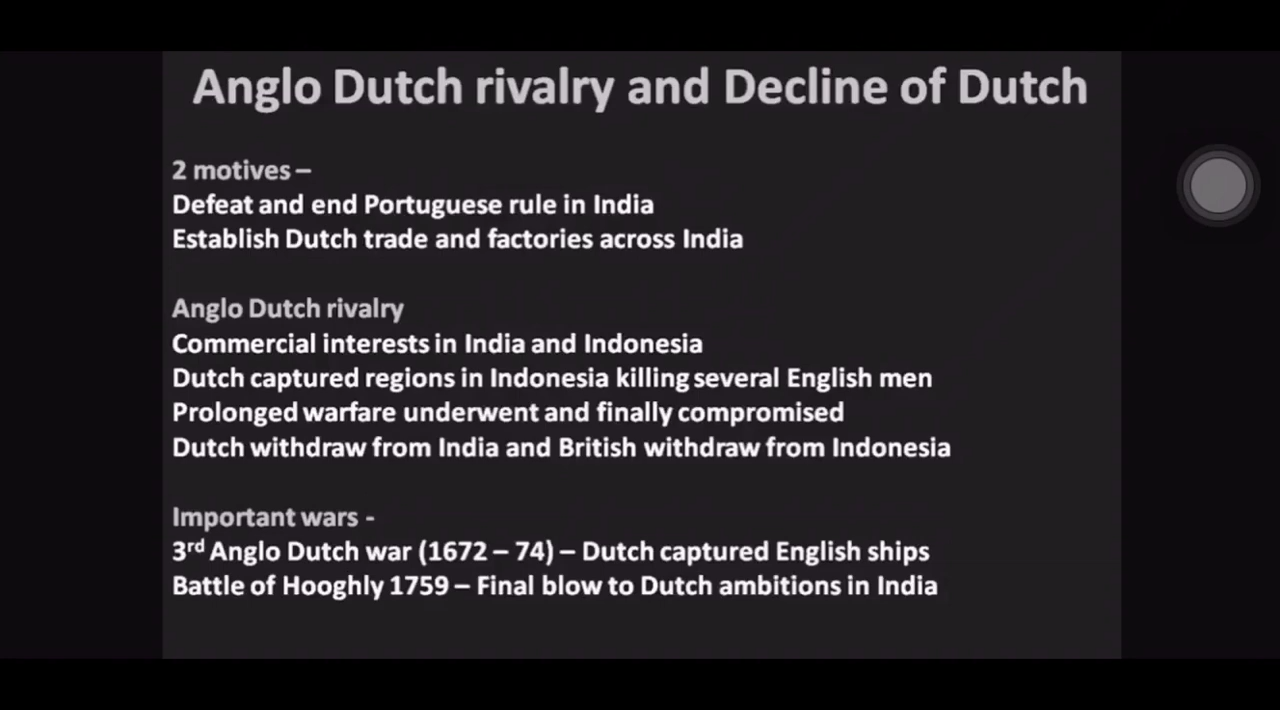 Anglo Dutch rivalry and Decline of Dutch
2 motives –
Defeat and end Portuguese rule in India
Establish Dutch trade and factories across India
Anglo Dutch rivalry
Commercial interests in India and Indonesia
Dutch captured regions in Indonesia killing several English men
Prolonged warfare underwent and finally compromised
Dutch withdraw from India and British withdraw from Indonesia
Important wars -
3rd Anglo Dutch war (1672 – 74) – Dutch captured English ships
Battle of Hooghly 1759 – Final blow to Dutch ambitions in India